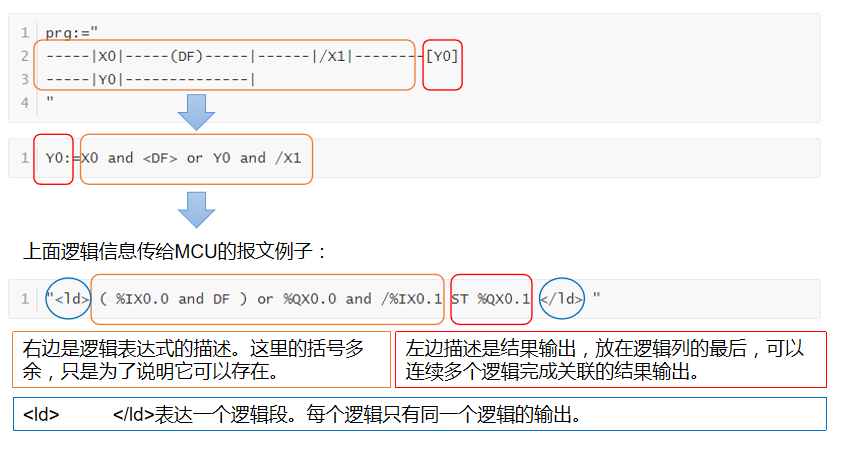 1 prg:="
2 -----|X0|-----(DF)-----|------|/X1|--------[Y0]
3 -----|Y0|--------------|
4 "
1 Y0:=X0 and <DF> or Y0 and /X1
上面逻辑信息传给MCU的报文例子：
1 "<ld> ( %IX0.0 and DF ) or %QX0.0 and /%IX0.1 ST %QX0.1 </ld> "
右边是逻辑表达式的描述。这里的括号多
余，只是为了说明它可以存在。
左边描述是结果输出，放在逻辑列的最后，可以
连续多个逻辑完成关联的结果输出。
<ld> </ld>表达一个逻辑段。每个逻辑只有同一个逻辑的输出。